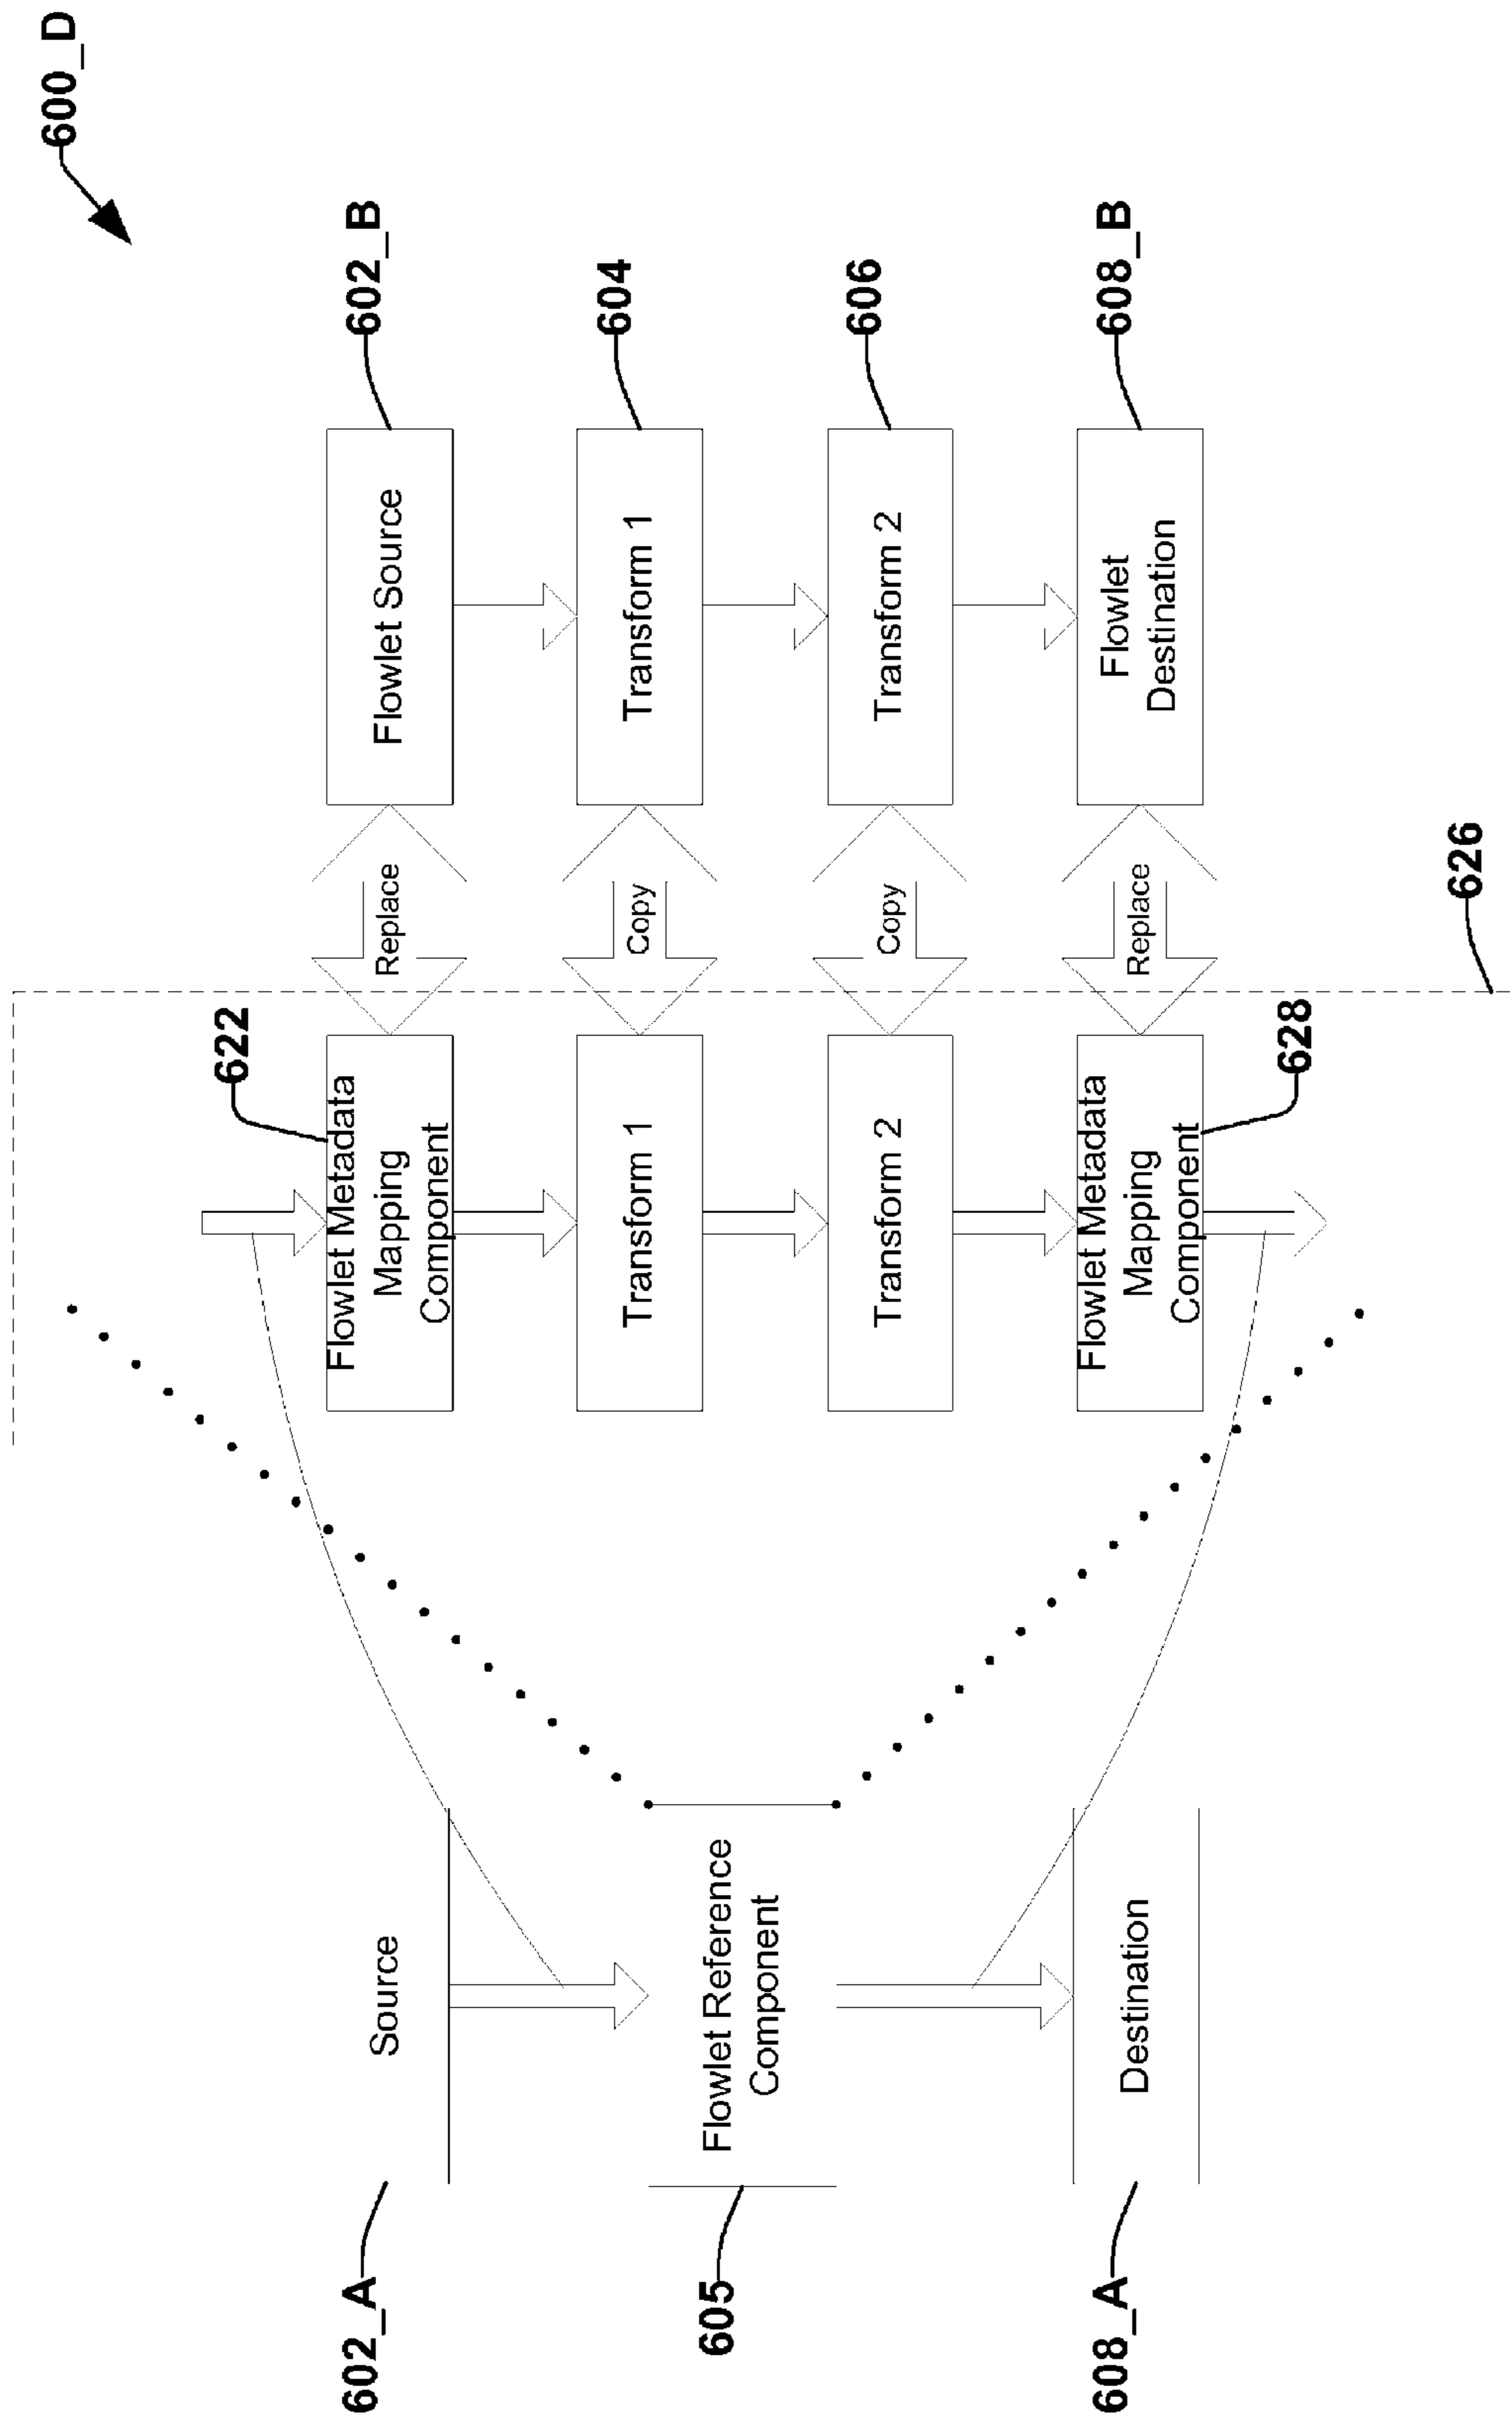 600_D
602_A
Source
605
Flowlet Reference
Component
608_A
Destination
622
Flowlet Metadata
Mapping
Component
Transform 1
Transform 2
Flowlet Metadata
Mapping
Component
628
626
Replace
Copy
Copy
Replace
Flowlet Source
602_B
Transform 1
604
Transform 2
606
Flowlet
Destination
608_B